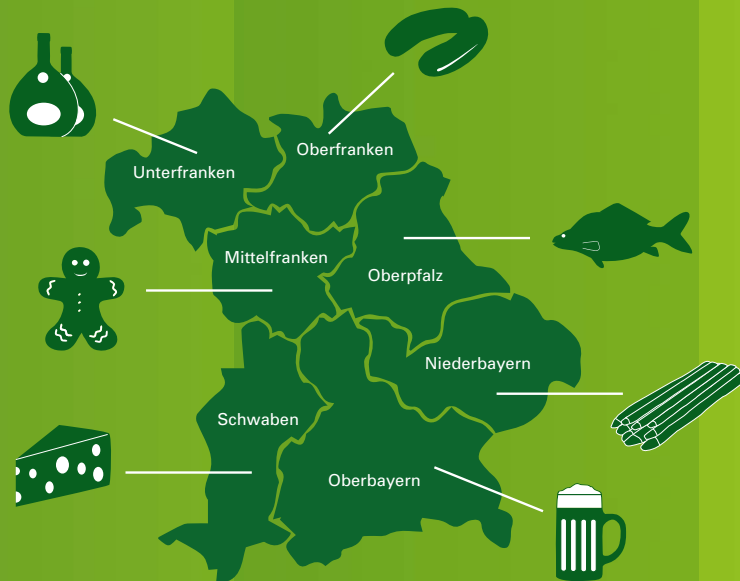 Oberfranken
Unterfranken
Mittelfranken
Oberpfalz
Niederbayern
Schwaben
Oberbayern